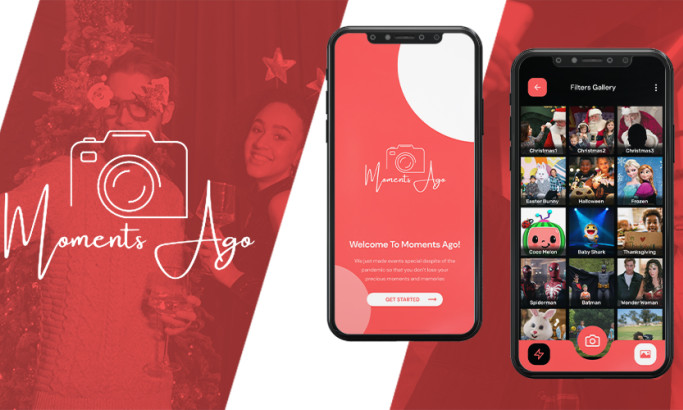 Moments Ago
Moments Ago
Welcome To Moments Ago!
We just made events special despite of the
pandemic so that you don't lose your
precious moments and memories.
GET STARTED
Filters Gallery
Christmas1
Christmas2
Christmas3
Easter Bunny
Halloween
Frozen
Coco Melon
Baby Shark
Thanksgiving
Spiderman
Batman
Wonder Woman